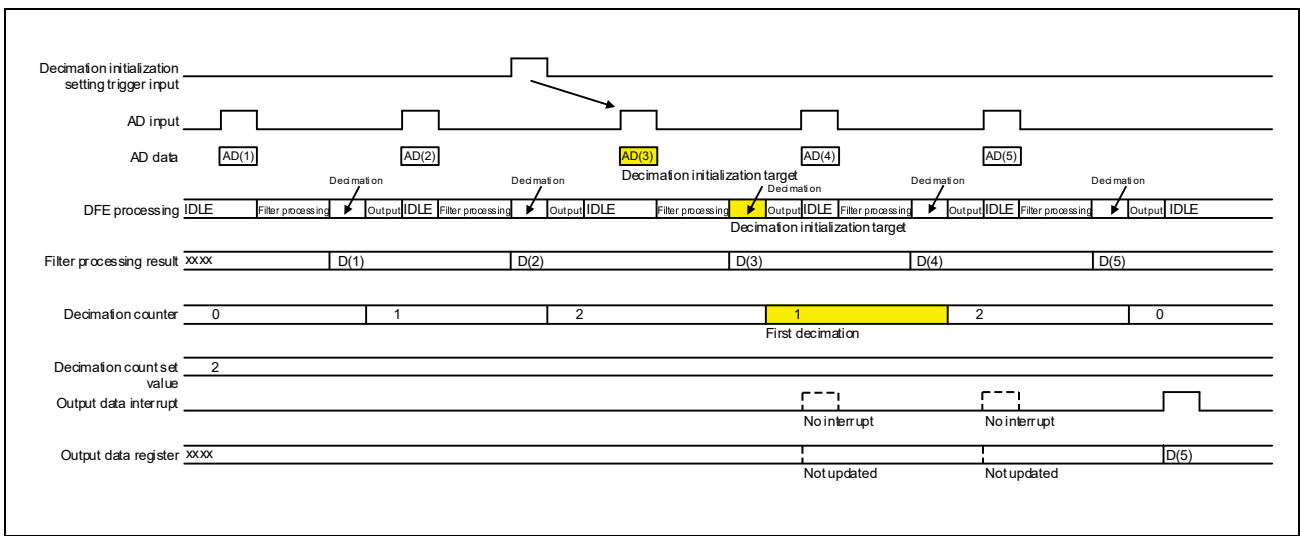 Decimation initialization
setting trigger input
AD input
AD data AD(1) AD(2) AD(3) AD(4) AD(5)
Decimation initialization target
Decimation Decimation Decimation Decimation Decimation
DFE processing IDLE Filter processing Output IDLE Filter processing Output IDLE Filter processing Output IDLE Filter processing Output IDLE Filter processing Output IDLE
Decimation initialization target
Filter processing result xxxx D(1) D(2) D(3) D(4) D(5)
Decimation counter 0 1 2 1 2 0
First decimation
Decimation count set
value
2
Output data interrupt
No interrupt No interrupt
Output data register xxxx D(5)
Not updated Not updated